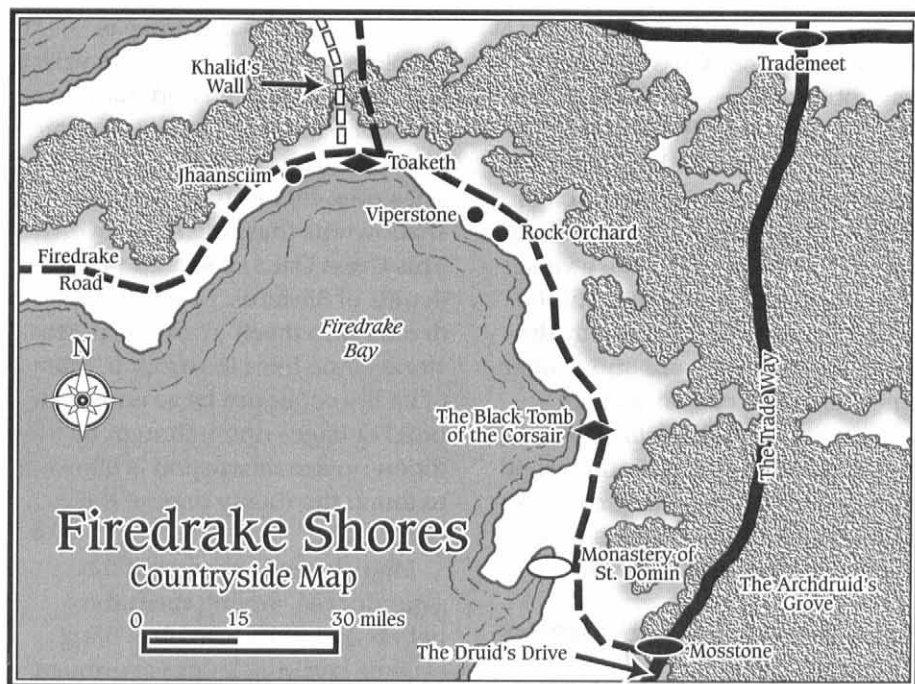 Khalid's
Wall
Trademeet
Jhaansciim
Toaketh
Viperstone
Rock Orchard
Firedrake
Road
Firedrake
Bay
N
The Black Tomb
of the Corsair
The TradeWay
Firedrake Shores
Countryside Map
0 15 30 miles
Monastery of
St. Domin
The Archdruid's
Grove
The Druid's Drive
Mosstone